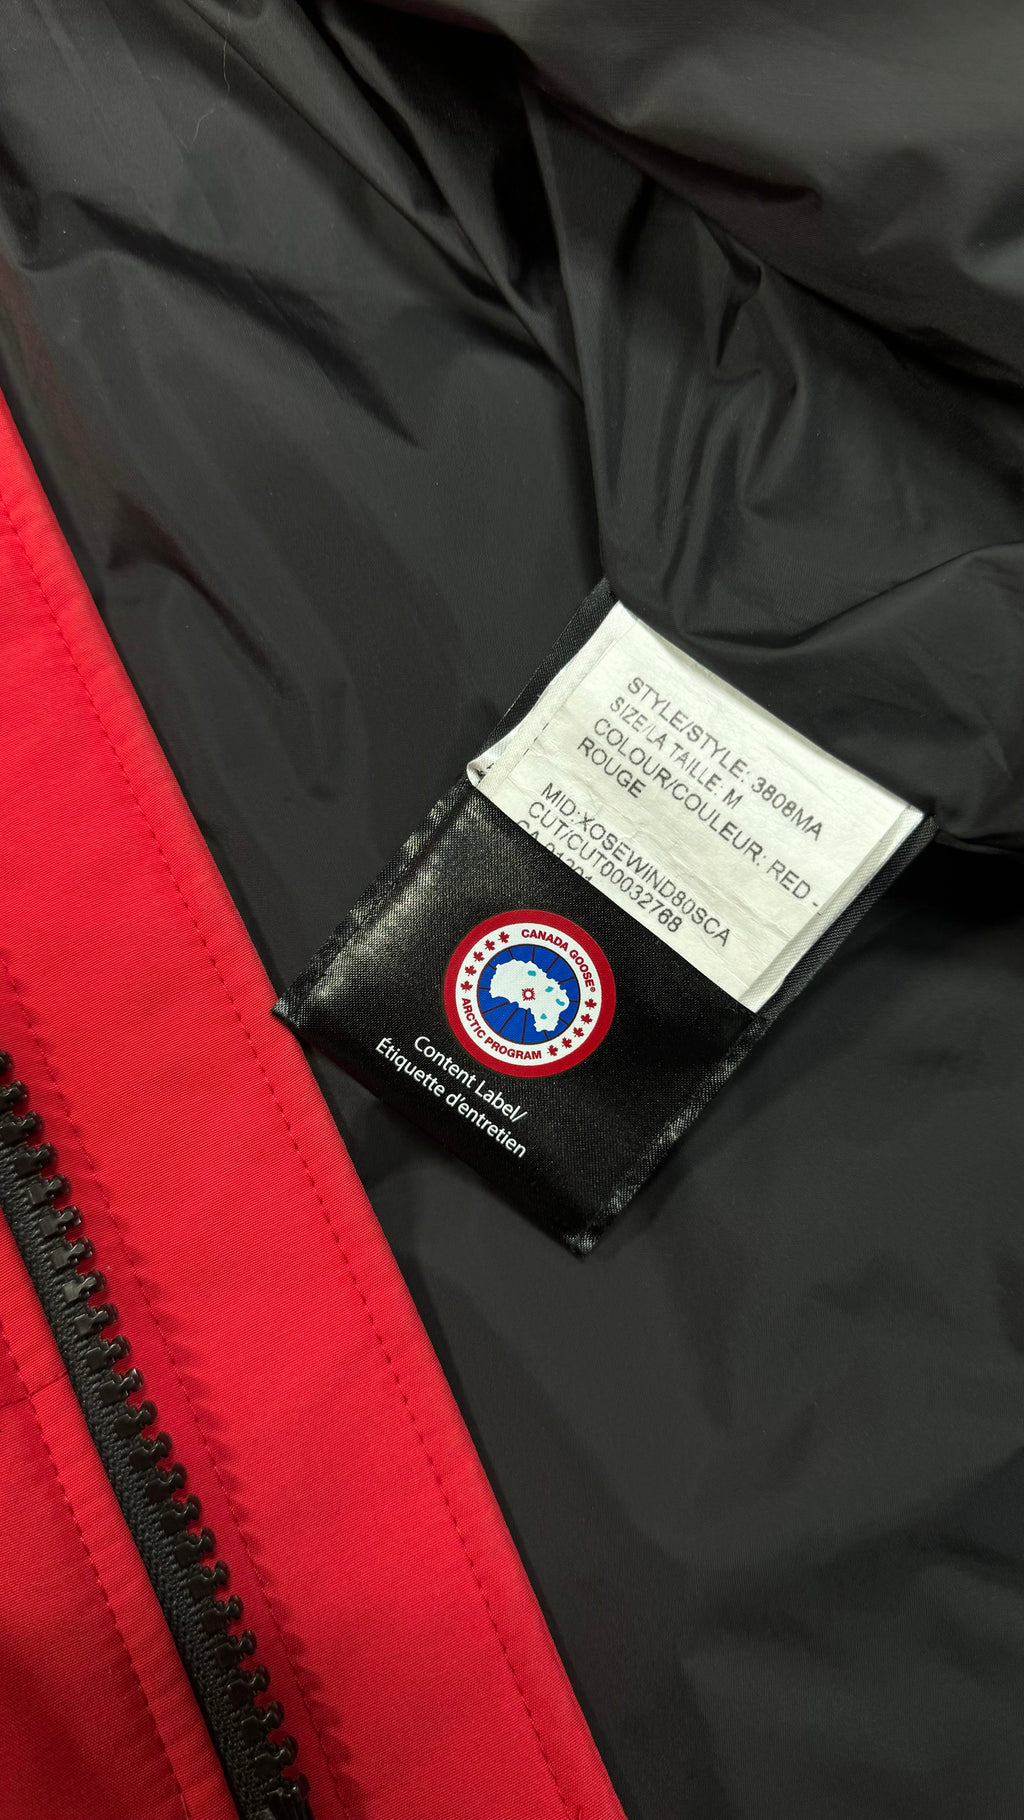 STYLE/STYLE: 3808MA
SIZE/LA TAILLE: M
COLOUR/COULEUR: RED -
ROUGE
MID:XOSEWIND80SCA
CUT/CUT00032768
CANADA GOOSE®
ARCTIC PROGRAM
Content Label/
Étiquette d'entretien